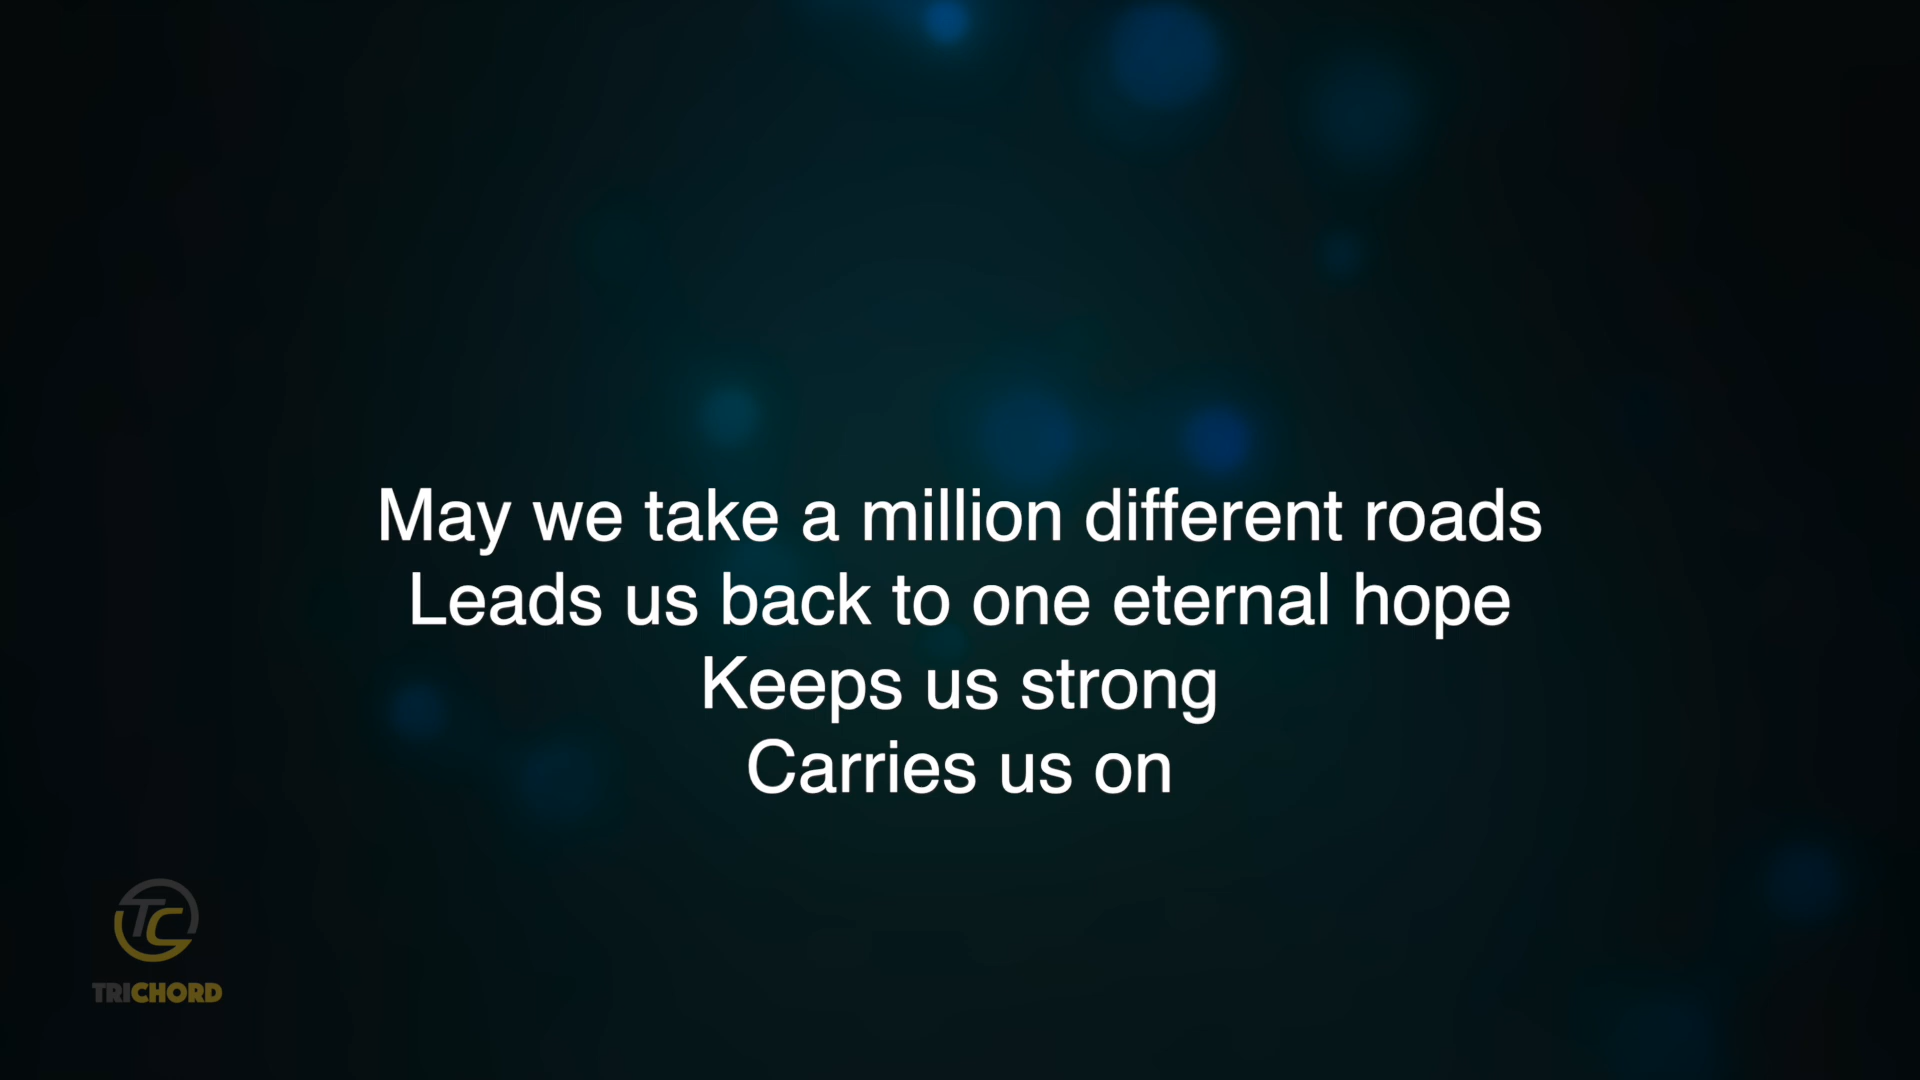 May we take a million different roads
Leads us back to one eternal hope
Keeps us strong
Carries us on
TC
TRICHORD